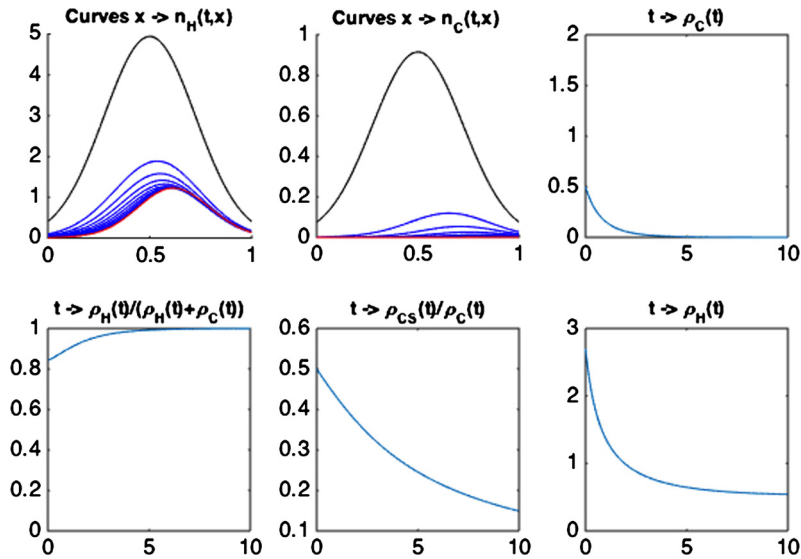 Curves x -> n_H(t,x)
5
4
3
2
1
0
0 0.5 1
Curves x -> n_C(t,x)
1
0.8
0.6
0.4
0.2
0
0 0.5 1
t -> ρ_C(t)
2
1.5
1
0.5
0
0 5 10
t -> ρ_H(t)/(ρ_H(t)+ρ_C(t))
1
0.8
0.6
0.4
0.2
0
0 5 10
t -> ρ_CS(t)/ρ_C(t)
0.6
0.5
0.4
0.3
0.2
0.1
0 5 10
t -> ρ_H(t)
3
2
1
0
0 5 10